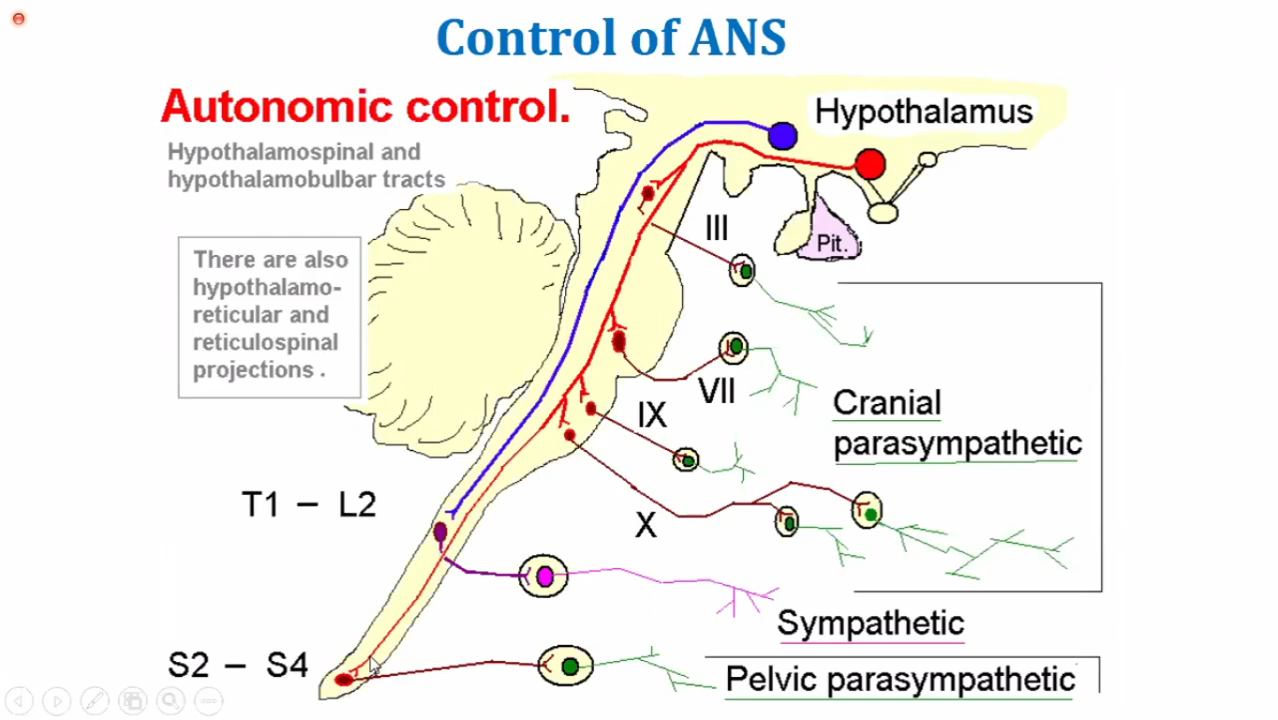 Control of ANS
Autonomic control.
Hypothalamospinal and
hypothalamobulbar tracts
Hypothalamus
Pit.
There are also
hypothalamo-
reticular and
reticulospinal
projections .
III
VII
IX
X
Cranial
parasympathetic
T1 – L2
Sympathetic
S2 – S4
Pelvic parasympathetic